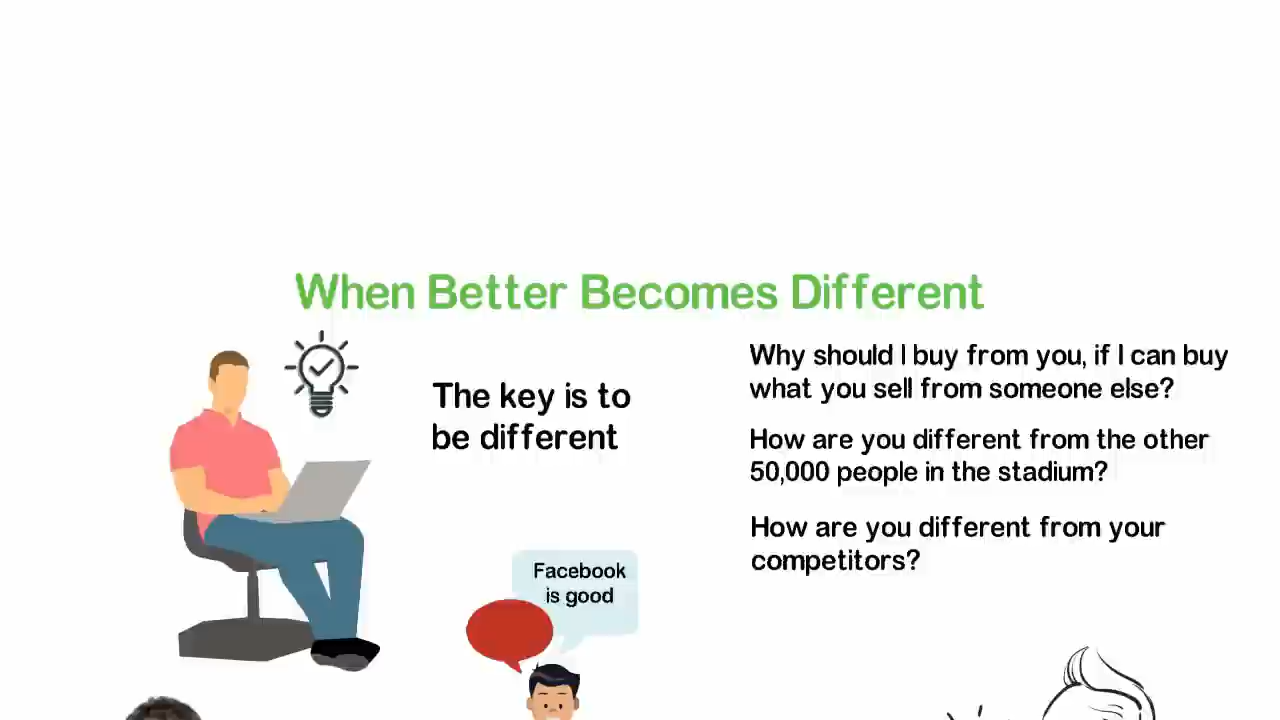 When Better Becomes Different
The key is to
be different
Why should I buy from you, if I can buy
what you sell from someone else?
How are you different from the other
50,000 people in the stadium?
How are you different from your
competitors?
Facebook
is good